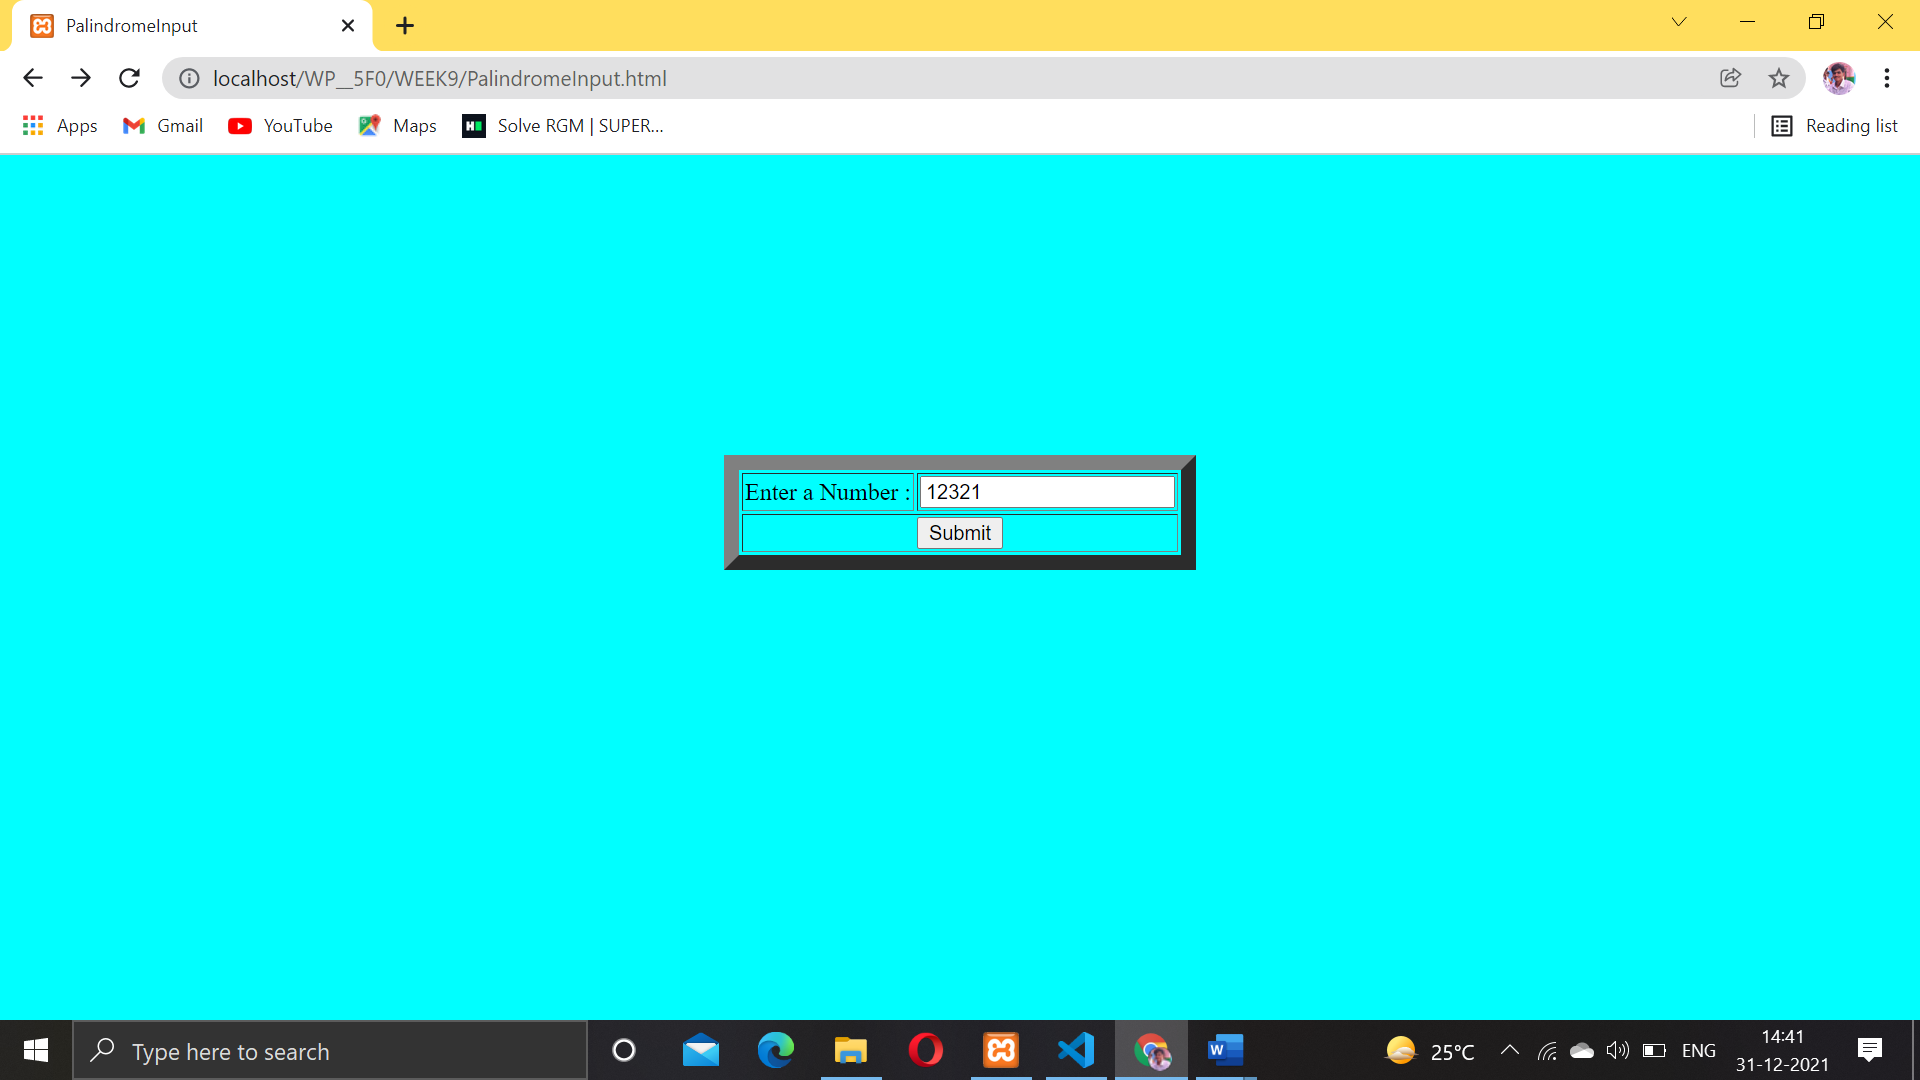 PalindromeInput
localhost/WP__5F0/WEEK9/PalindromeInput.html
Apps Gmail YouTube Maps Solve RGM | SUPER... Reading list
Enter a Number : 12321
Submit
Type here to search
25°C ENG 14:41
31-12-2021